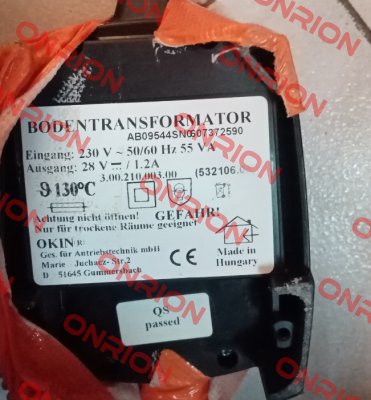 ONRION
BODENTRANSFORMATOR
AB09544SN0607372590
Eingang: 230 V ~ 50/60 Hz 55 VA
Ausgang: 28 V ⎓ / 1.2A
3.00.210.003.00 (532106.
ϑ 130°C
Achtung nicht öffnen! GEFAHR!
Nur für trockene Räume geeignet
OKIN ®
Ges. für Antriebstechnik mbH
Marie Juchacz- Str.2
D 51645 Gummersbach
CE
Made in
Hungary
QS
passed